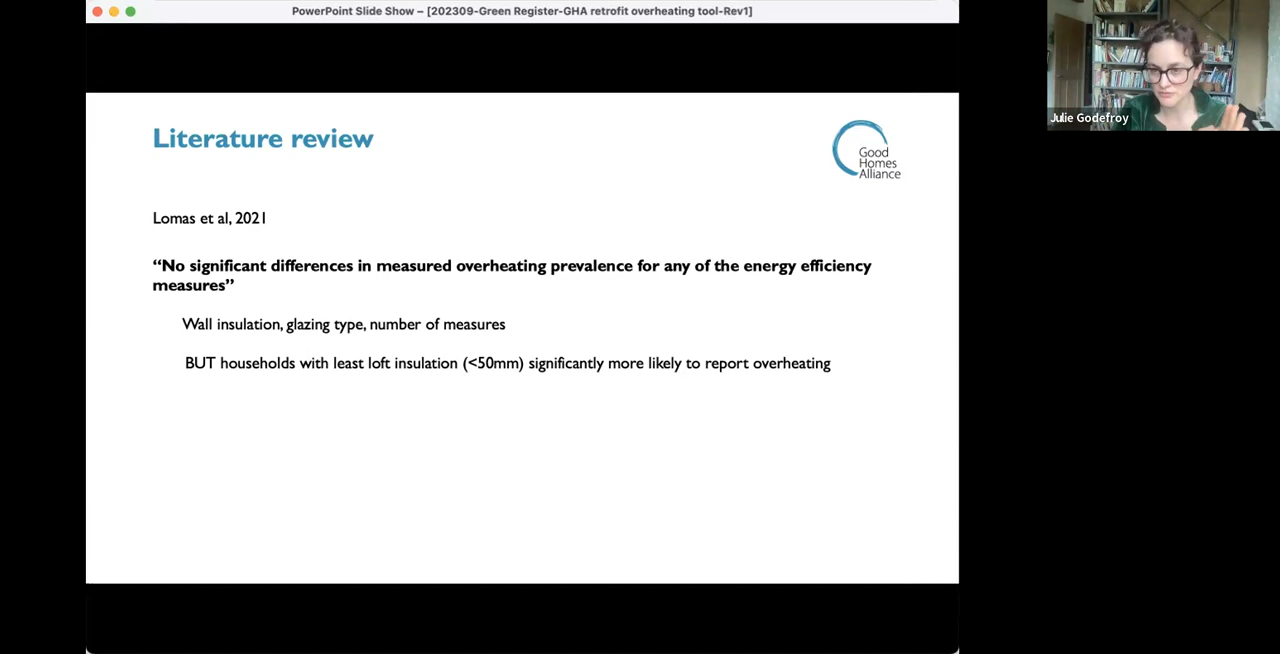 PowerPoint Slide Show – [202309-Green Register-GHA retrofit overheating tool-Rev1]
Julie Godefroy
Literature review
Good
Homes
Alliance
Lomas et al, 2021
“No significant differences in measured overheating prevalence for any of the energy efficiency
measures”
Wall insulation, glazing type, number of measures
BUT households with least loft insulation (<50mm) significantly more likely to report overheating